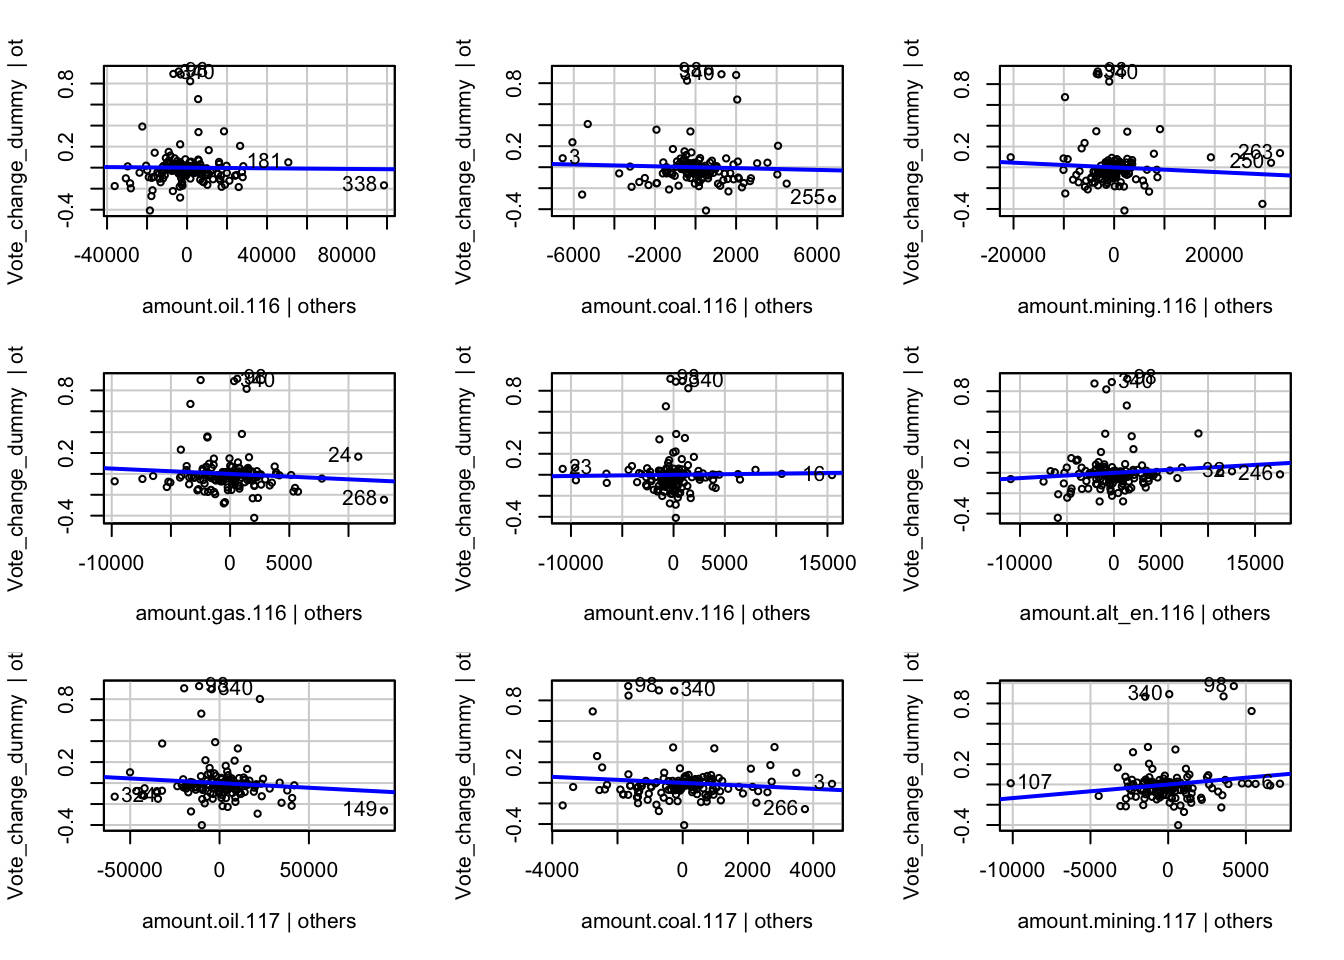 Vote_change_dummy | ot
0.8
0.2
-0.4
340
181
338
-40000 0 40000 80000
amount.oil.116 | others
Vote_change_dummy | ot
0.8
0.2
-0.4
340
3
255
-6000 -2000 2000 6000
amount.coal.116 | others
Vote_change_dummy | ot
0.8
0.2
-0.4
98
340
263
250
-20000 0 20000
amount.mining.116 | others
Vote_change_dummy | ot
0.8
0.2
-0.4
98
340
24
268
-10000 0 5000
amount.gas.116 | others
Vote_change_dummy | ot
0.8
0.2
-0.4
98
340
23
16
-10000 0 5000 15000
amount.env.116 | others
Vote_change_dummy | ot
0.8
0.2
-0.4
98
340
32
246
-10000 0 5000 15000
amount.alt_en.116 | others
Vote_change_dummy | ot
0.8
0.2
-0.4
98
340
324
149
-50000 0 50000
amount.oil.117 | others
Vote_change_dummy | ot
0.8
0.2
-0.4
98
340
3
266
-4000 0 2000 4000
amount.coal.117 | others
Vote_change_dummy | ot
0.8
0.2
-0.4
98
340
107
6
-10000 -5000 0 5000
amount.mining.117 | others